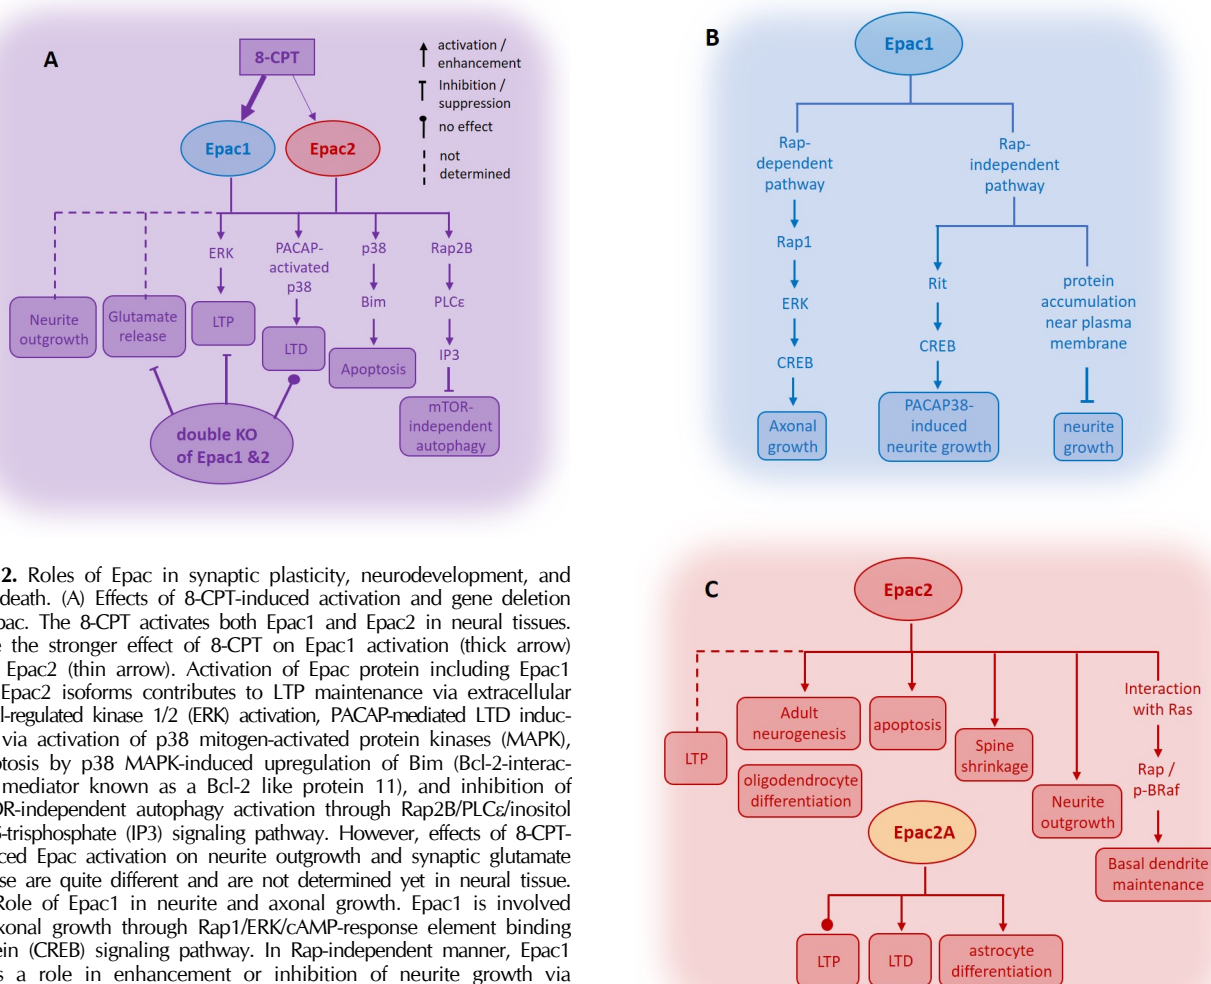 A
8-CPT
activation /
enhancement
Inhibition /
suppression
no effect
not
determined
Epac1
Epac2
ERK
PACAP-
activated
p38
p38
Rap2B
Bim
PLCε
IP3
Neurite
outgrowth
Glutamate
release
LTP
LTD
Apoptosis
mTOR-
independent
autophagy
double KO
of Epac1 &2
B
Epac1
Rap-
dependent
pathway
Rap-
independent
pathway
Rap1
ERK
CREB
Axonal
growth
Rit
CREB
PACAP38-
induced
neurite growth
protein
accumulation
near plasma
membrane
neurite
growth
2. Roles of Epac in synaptic plasticity, neurodevelopment, and
death. (A) Effects of 8-CPT-induced activation and gene deletion
pac. The 8-CPT activates both Epac1 and Epac2 in neural tissues.
e the stronger effect of 8-CPT on Epac1 activation (thick arrow)
Epac2 (thin arrow). Activation of Epac protein including Epac1
Epac2 isoforms contributes to LTP maintenance via extracellular
l-regulated kinase 1/2 (ERK) activation, PACAP-mediated LTD induc-
via activation of p38 mitogen-activated protein kinases (MAPK),
ptosis by p38 MAPK-induced upregulation of Bim (Bcl-2-interac-
mediator known as a Bcl-2 like protein 11), and inhibition of
OR-independent autophagy activation through Rap2B/PLCε/inositol
5-trisphosphate (IP3) signaling pathway. However, effects of 8-CPT-
ced Epac activation on neurite outgrowth and synaptic glutamate
se are quite different and are not determined yet in neural tissue.
Role of Epac1 in neurite and axonal growth. Epac1 is involved
xonal growth through Rap1/ERK/cAMP-response element binding
ein (CREB) signaling pathway. In Rap-independent manner, Epac1
s a role in enhancement or inhibition of neurite growth via
C
Epac2
LTP
Adult
neurogenesis
oligodendrocyte
differentiation
apoptosis
Spine
shrinkage
Neurite
outgrowth
Interaction
with Ras
Rap /
p-BRaf
Basal dendrite
maintenance
Epac2A
LTP
LTD
astrocyte
differentiation